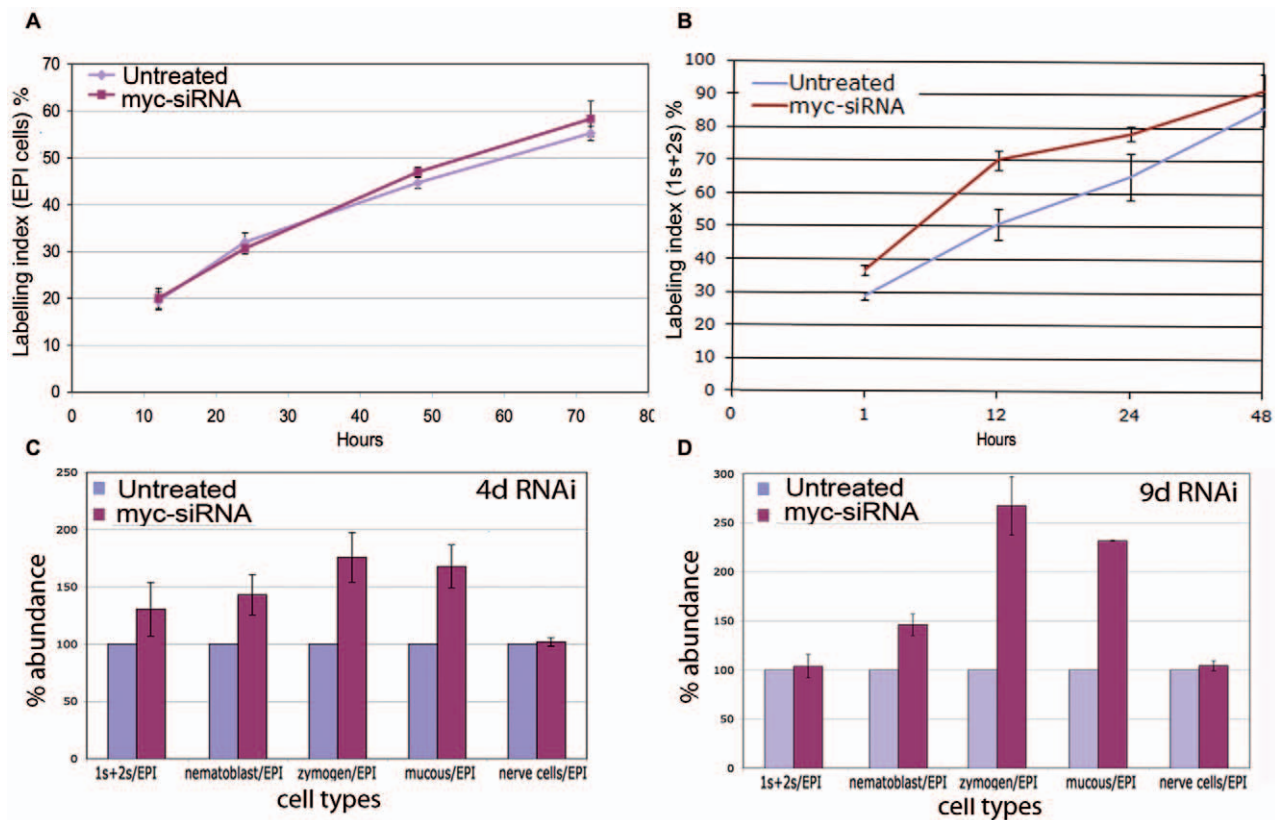 A
Labelling index (EPI cells) %
70
60
50
40
30
20
10
0
Untreated
myc-siRNA
0 10 20 30 40 50 60 70 80
Hours
B
Labeling index (1s+2s) %
100
90
80
70
60
50
40
30
20
10
0
Untreated
myc-siRNA
0 1 12 24 48
Hours
C
% abundance
250
200
150
100
50
0
Untreated
myc-siRNA
4d RNAi
1s+2s/EPI nematoblast/EPI zymogen/EPI mucous/EPI nerve cells/EPI
cell types
D
% abundance
300
250
200
150
100
50
0
Untreated
myc-siRNA
9d RNAi
1s+2s/EPI nematoblast/EPI zymogen/EPI mucous/EPI nerve cells/EPI
cell types